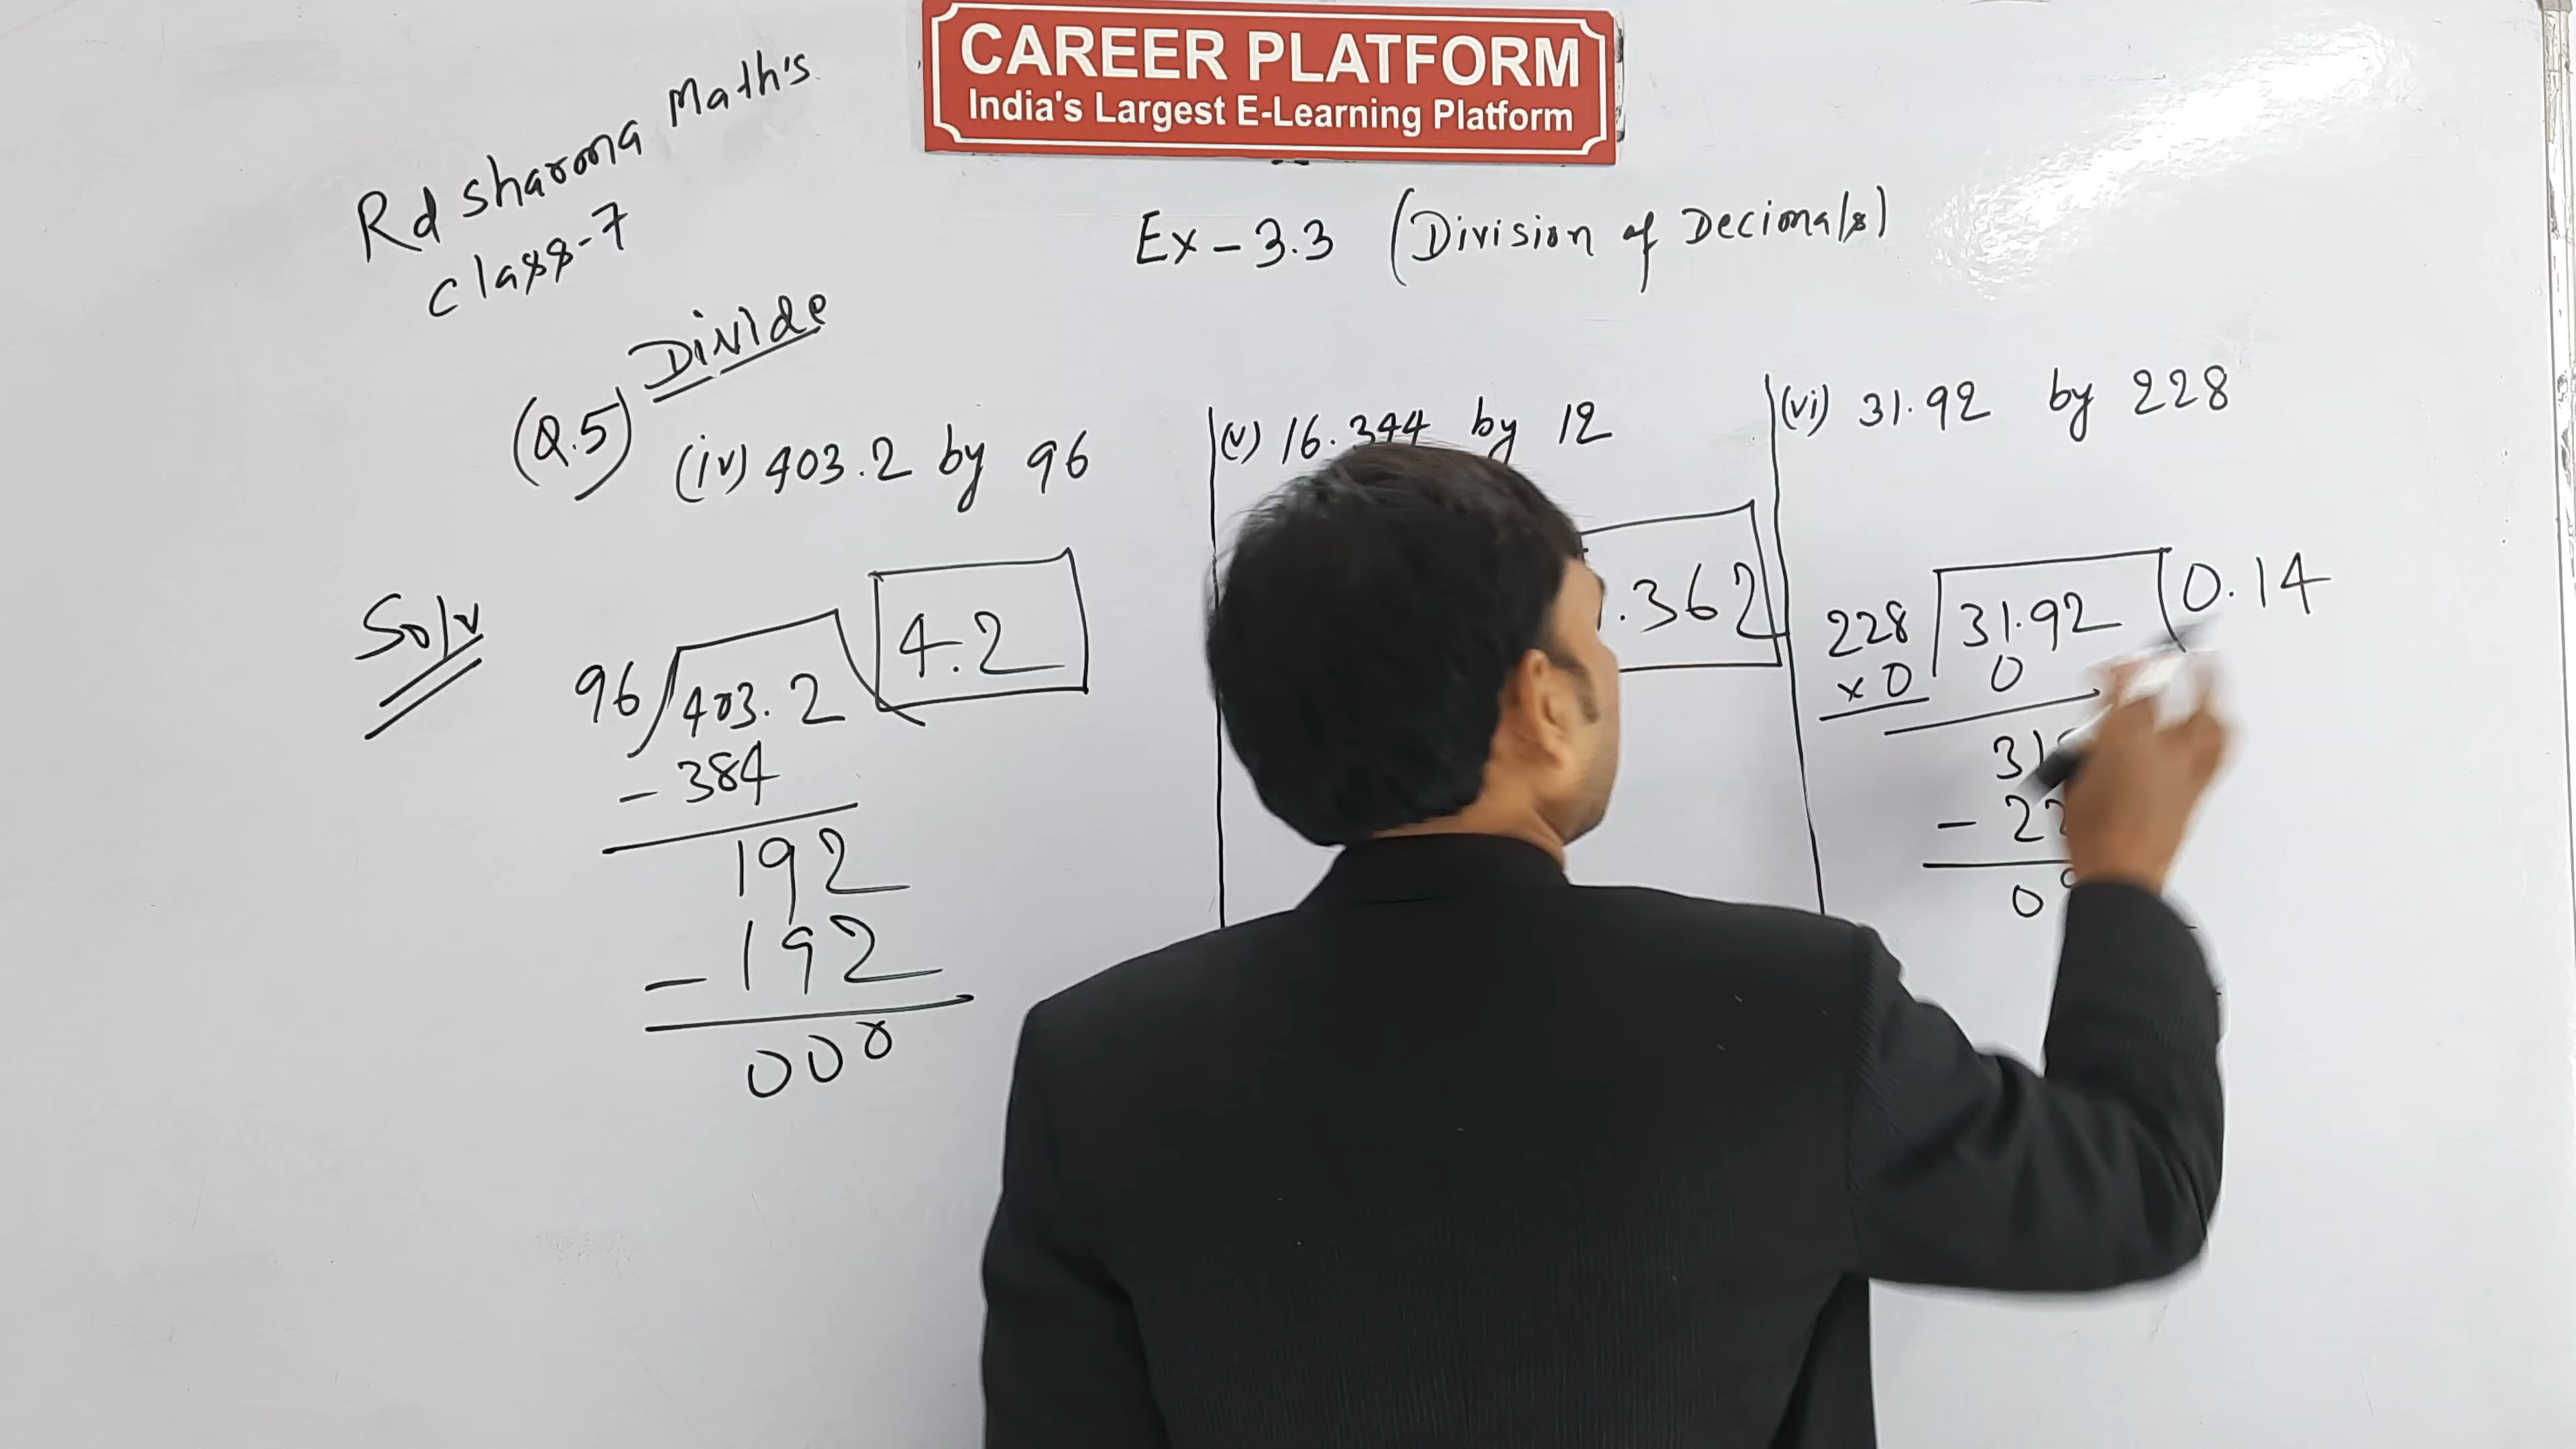 CAREER PLATFORM
India's Largest E-Learning Platform
Rd Sharma Math's
Class-7
Ex-3.3 (Division of Decimals)
(Q.5) Divide
(iv) 403.2 by 96
(v) 16.344 by 12
(vi) 31.92 by 228
Solv
96 403.2 4.2
- 384
192
- 192
000
.362
228 31.92 0.14
x 0 0
31
- 22
0